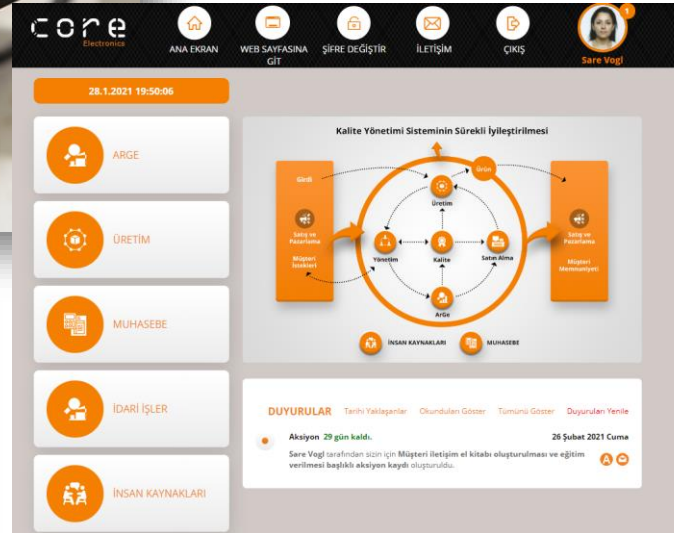 core
Electronica
ANA EKRAN
WEB SAYFASINA
GİT
ŞİFRE DEĞİŞTİR
İLETİŞİM
ÇIKIŞ
1
Sare Vogl
28.1.2021 19:50:06
ARGE
ÜRETİM
MUHASEBE
İDARİ İŞLER
İNSAN KAYNAKLARI
Kalite Yönetimi Sisteminin Sürekli İyileştirilmesi
Girdi
Satış ve
Pazarlama
Müşteri
İstekleri
Ürün
Üretim
Yönetim
Kalite
Satın Alma
ArGe
Satış ve
Pazarlama
Müşteri
Memnuniyeti
İNSAN KAYNAKLARI
MUHASEBE
DUYURULAR Tarihi Yaklaşanlar Okunduları Göster Tümünü Göster Duyuruları Yenile
Aksiyon 29 gün kaldı. 26 Şubat 2021 Cuma
Sare Vogl tarafından sizin için Müşteri iletişim el kitabı oluşturulması ve eğitim
verilmesi başlıklı aksiyon kaydı oluşturuldu.
A